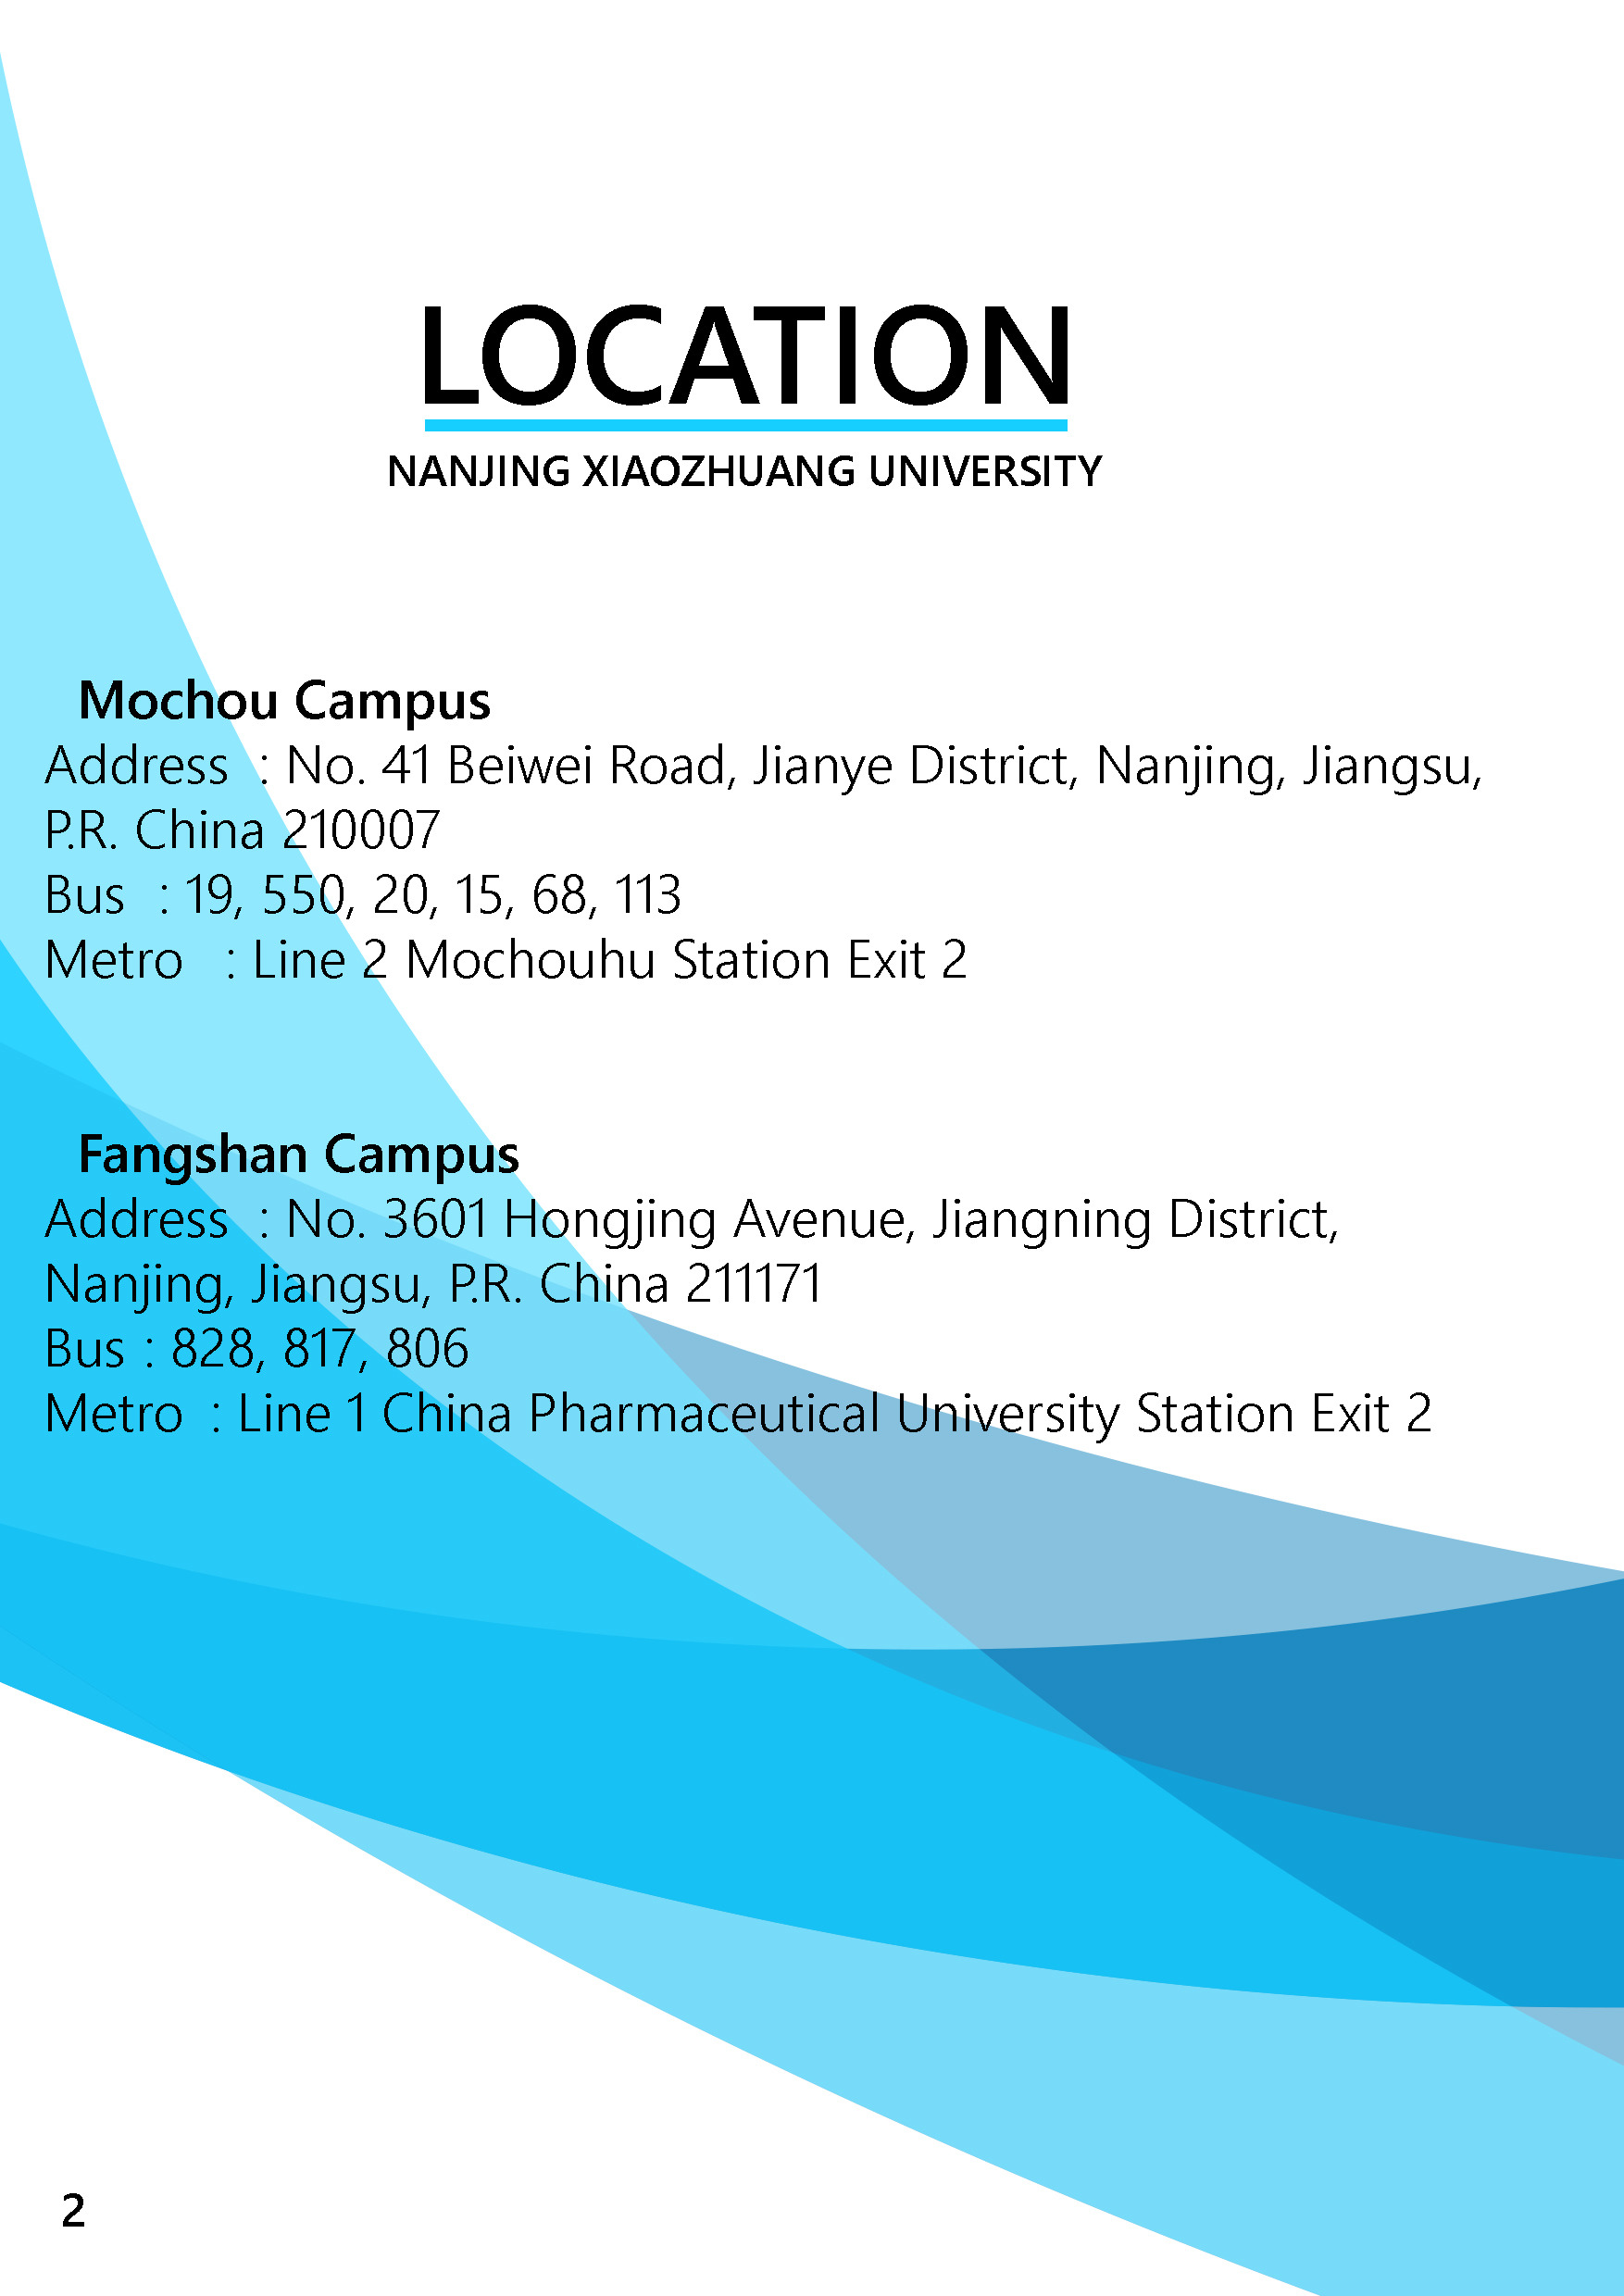 LOCATION
NANJING XIAOZHUANG UNIVERSITY
Mochou Campus
Address : No. 41 Beiwei Road, Jianye District, Nanjing, Jiangsu,
P.R. China 210007
Bus : 19, 550, 20, 15, 68, 113
Metro : Line 2 Mochouhu Station Exit 2
Fangshan Campus
Address : No. 3601 Hongjing Avenue, Jiangning District,
Nanjing, Jiangsu, P.R. China 211171
Bus : 828, 817, 806
Metro : Line 1 China Pharmaceutical University Station Exit 2
2